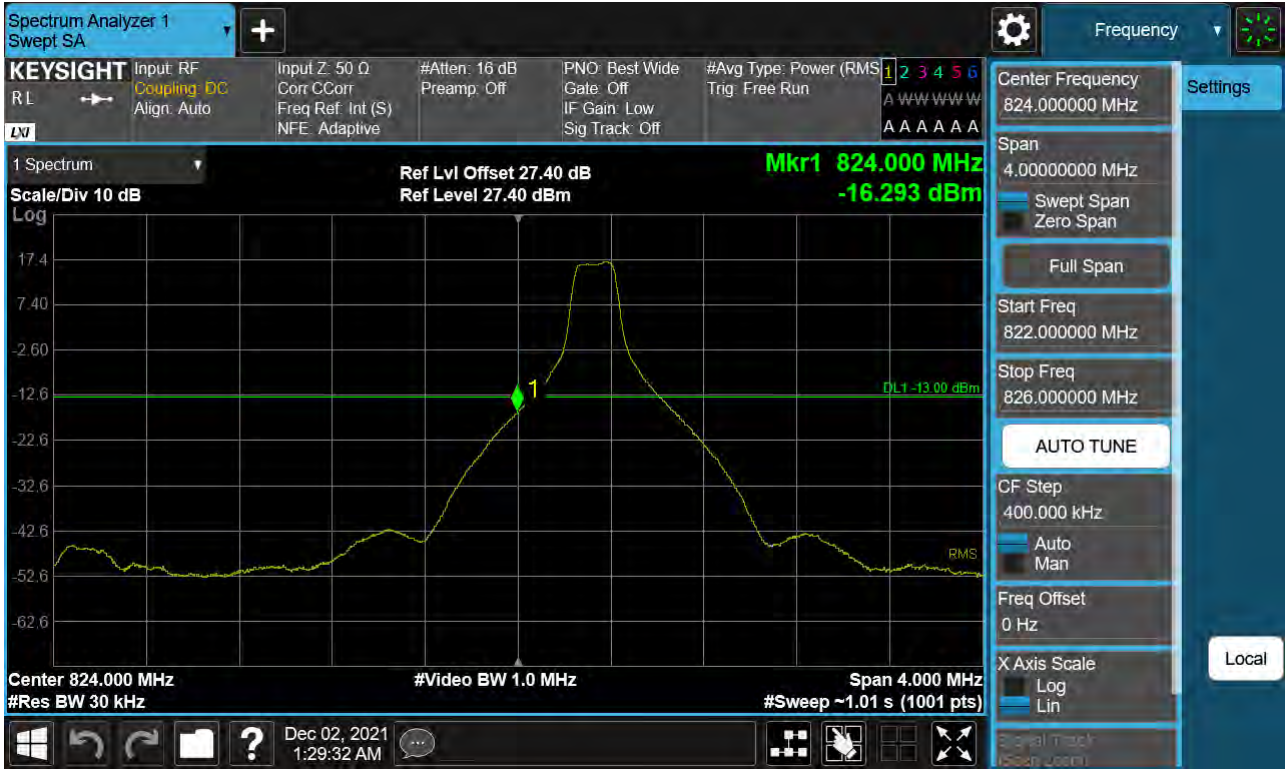 Spectrum Analyzer 1
Swept SA
+
Frequency
KEYSIGHT
R L
LXI
Input: RF
Coupling: DC
Align: Auto
Input Z: 50 Ω
Corr CCorr
Freq Ref: Int (S)
NFE: Adaptive
#Atten: 16 dB
Preamp: Off
PNO: Best Wide
Gate: Off
IF Gain: Low
Sig Track: Off
#Avg Type: Power (RMS
Trig: Free Run
1 2 3 4 5 6
A W W W W W
A A A A A A
1 Spectrum
Scale/Div 10 dB
Log
Ref Lvl Offset 27.40 dB
Ref Level 27.40 dBm
Mkr1 824.000 MHz
-16.293 dBm
17.4
7.40
-2.60
-12.6
-22.6
-32.6
-42.6
-52.6
-62.6
1
DL1 -13.00 dBm
RMS
Center 824.000 MHz
#Video BW 1.0 MHz
Span 4.000 MHz
#Res BW 30 kHz
#Sweep ~1.01 s (1001 pts)
Center Frequency
824.000000 MHz
Settings
Span
4.00000000 MHz
Swept Span
Zero Span
Full Span
Start Freq
822.000000 MHz
Stop Freq
826.000000 MHz
AUTO TUNE
CF Step
400.000 kHz
Auto
Man
Freq Offset
0 Hz
X Axis Scale
Log
Lin
Local
Signal Track
(Span Zoom)
?
Dec 02, 2021
1:29:32 AM